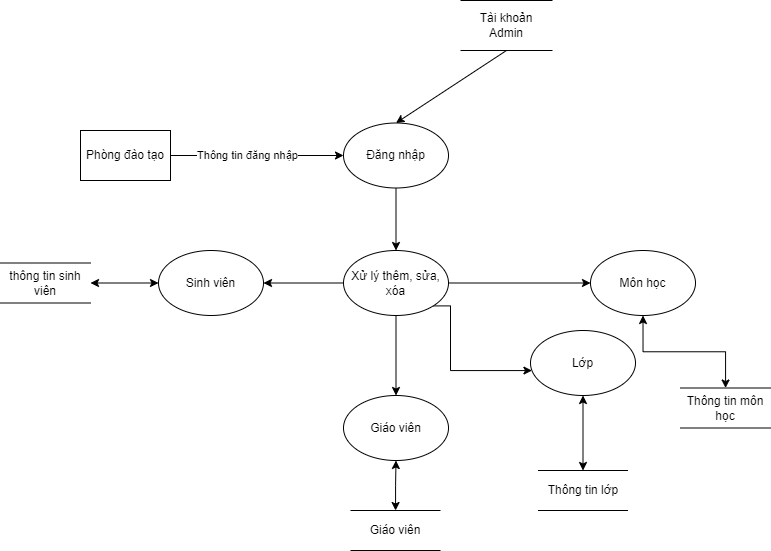 Tài khoản
Admin
Phòng đào tạo
Thông tin đăng nhập
Đăng nhập
thông tin sinh
viên
Sinh viên
Xử lý thêm, sửa,
xóa
Môn học
Lớp
Thông tin môn
học
Giáo viên
Thông tin lớp
Giáo viên